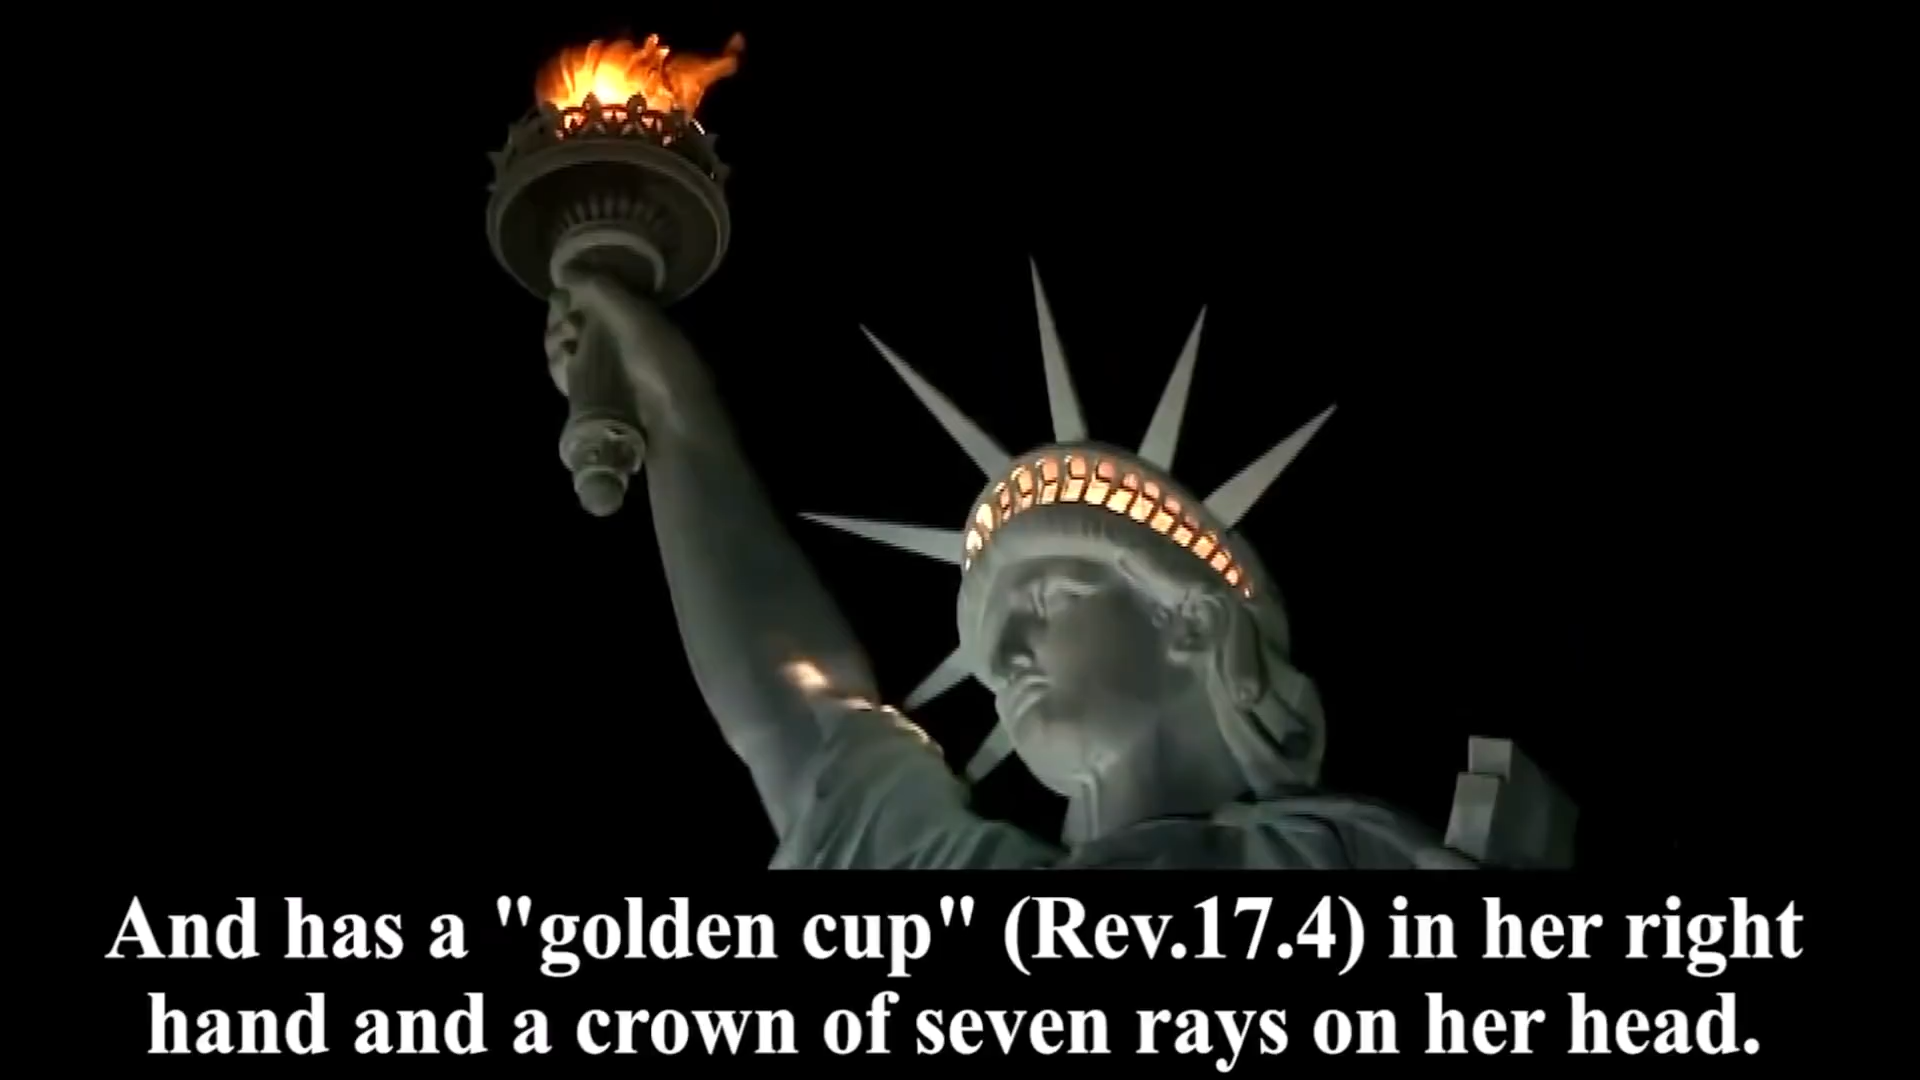 And has a "golden cup" (Rev.17.4) in her right
hand and a crown of seven rays on her head.